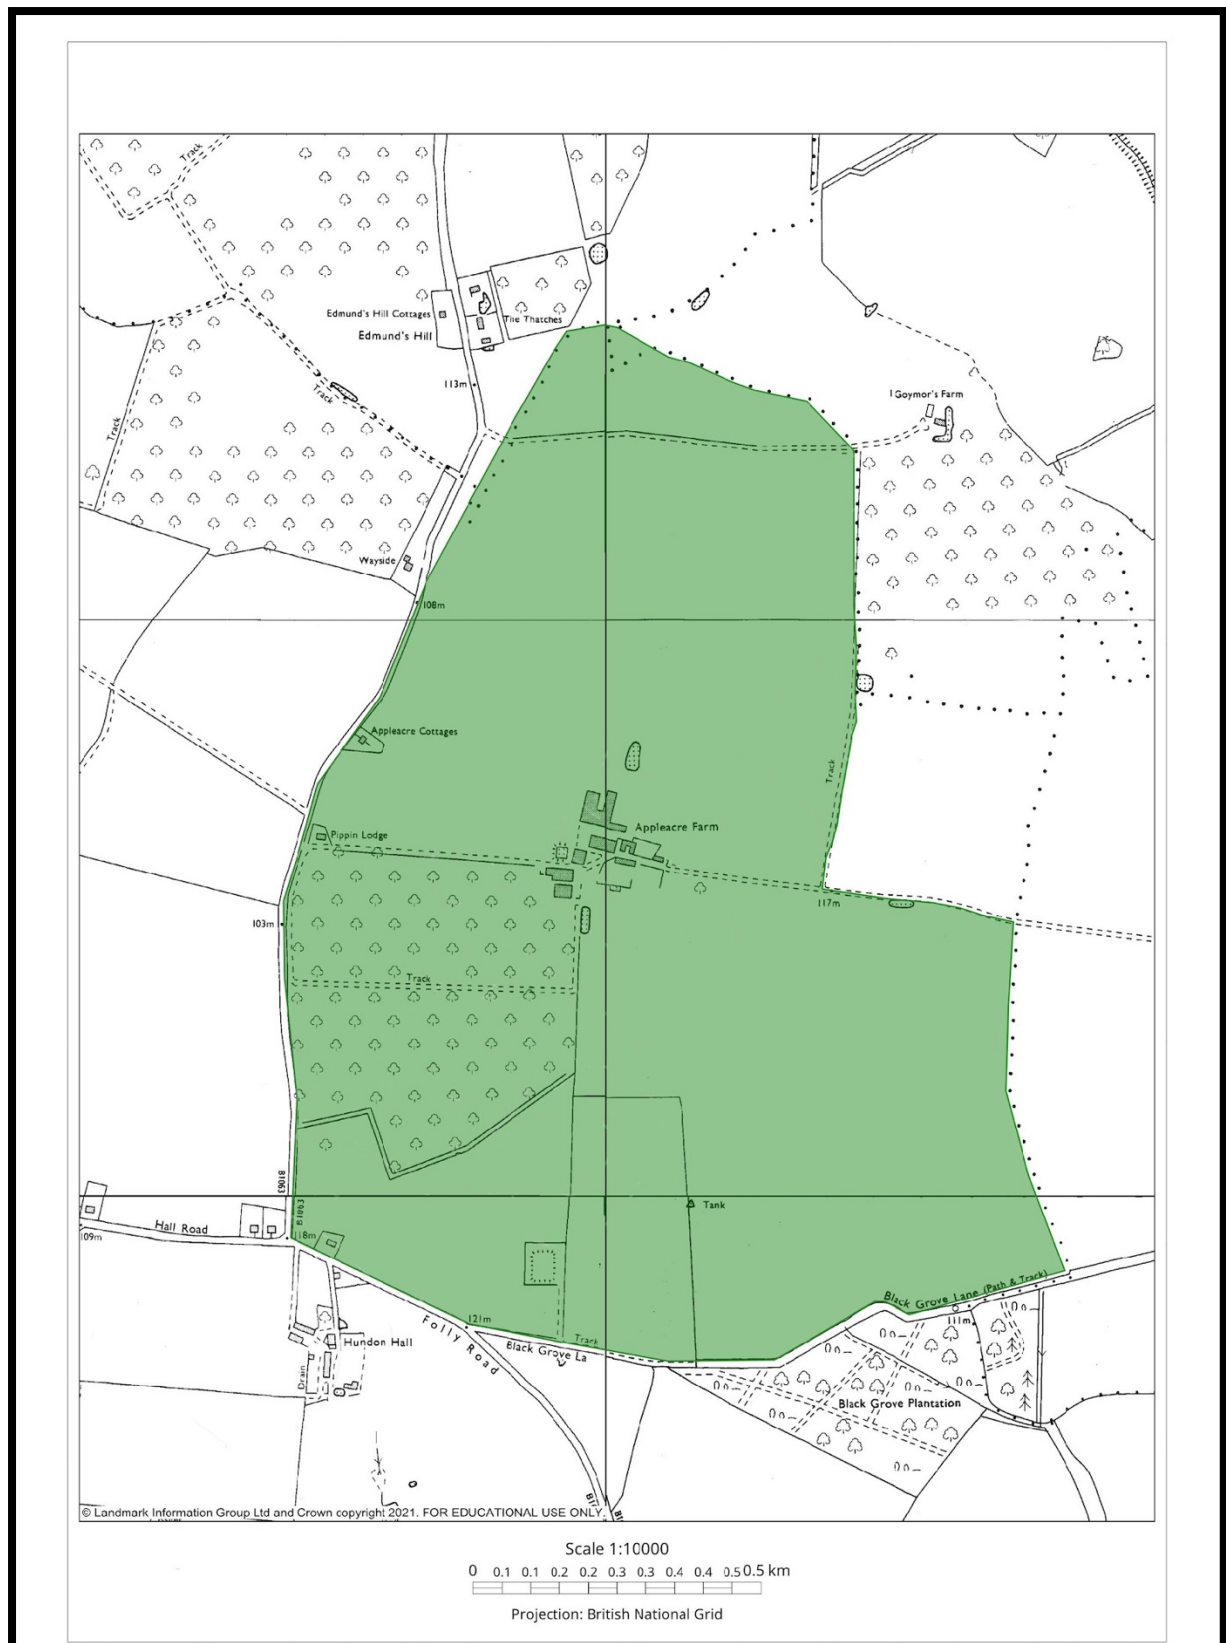 Track
Edmund's Hill Cottages
The Thatches
Edmund's Hill
113m
Track
Goymor's Farm
Track
Wayside
108m
Appleacre Cottages
Track
Appleacre Farm
Pippin Lodge
117m
103m
Track
B1063
B1063
Tank
Hall Road
109m
118m
Black Grove Lane (Path & Track)
111m
121m
Folly Road
Track
Black Grove La
Hundon Hall
Drain
Black Grove Plantation
© Landmark Information Group Ltd and Crown copyright 2021. FOR EDUCATIONAL USE ONLY.
Scale 1:10000
0 0.1 0.1 0.2 0.2 0.3 0.4 0.4 0.5 0.5 km
Projection: British National Grid